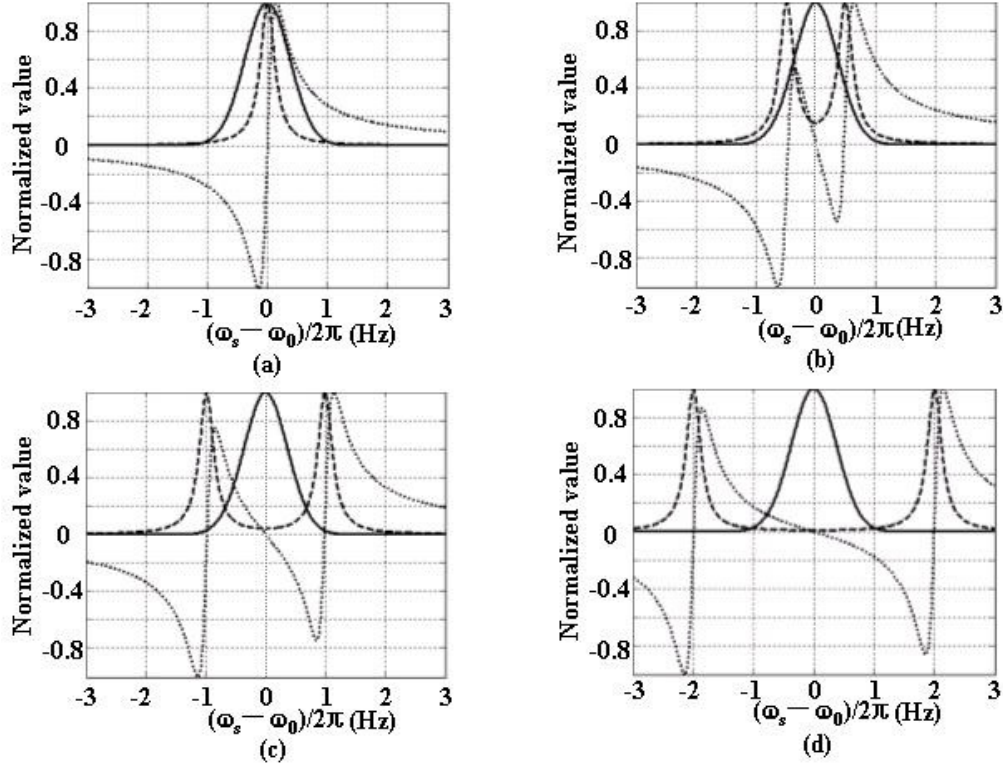 Normalized value
0.8
0.4
0
-0.4
-0.8
-3 -2 -1 0 1 2 3
(ωs — ω0)/2π (Hz)
(a)
Normalized value
0.8
0.4
0
-0.4
-0.8
-3 -2 -1 0 1 2 3
(ωs — ω0)/2π (Hz)
(b)
Normalized value
0.8
0.4
0
-0.4
-0.8
-3 -2 -1 0 1 2 3
(ωs — ω0)/2π (Hz)
(c)
Normalized value
0.8
0.4
0
-0.4
-0.8
-3 -2 -1 0 1 2 3
(ωs — ω0)/2π (Hz)
(d)